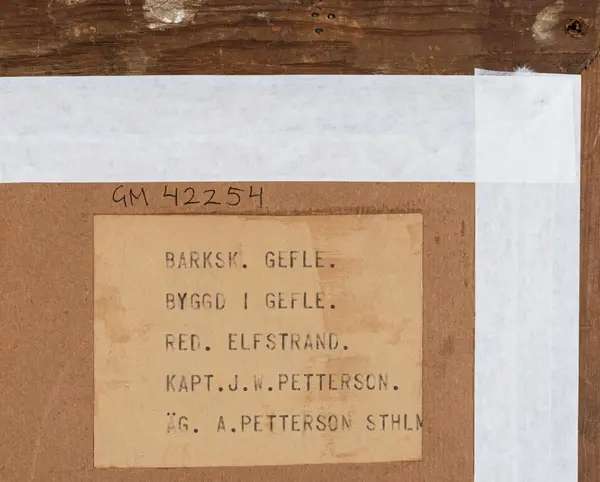 GM 42254
BARKSK. GEFLE.
BYGGD I GEFLE.
RED. ELFSTRAND.
KAPT.J.W.PETTERSON.
ÄG. A.PETTERSON STHLM